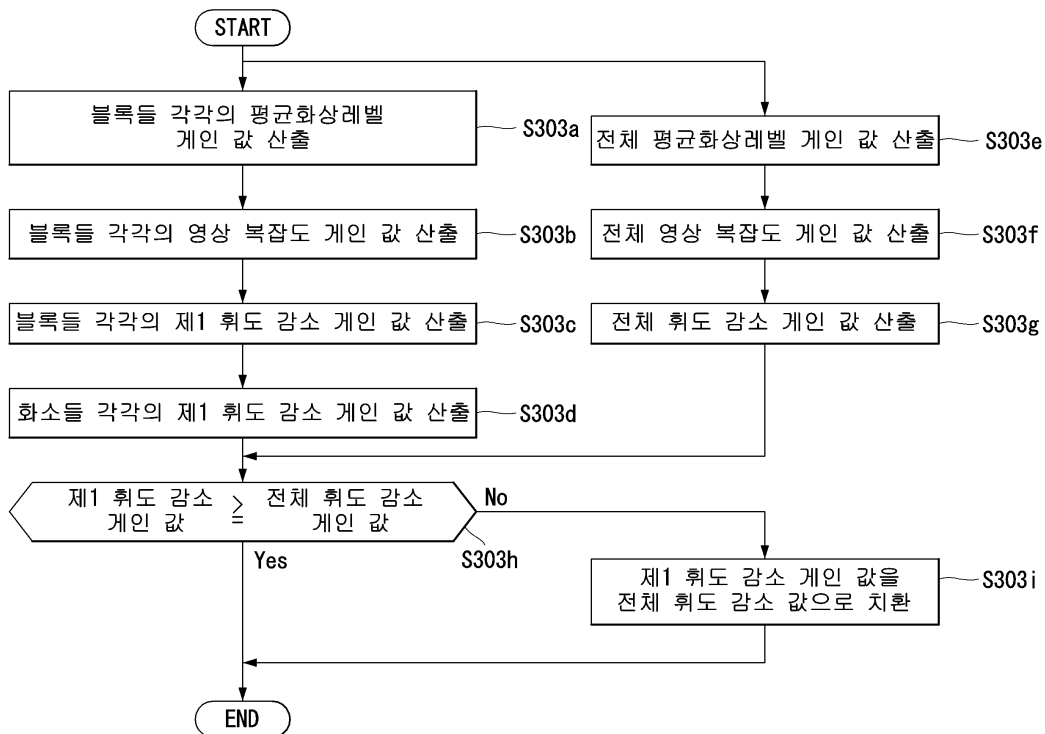 START
블록들 각각의 평균화상레벨
게인 값 산출
S303a
전체 평균화상레벨 게인 값 산출
S303e
블록들 각각의 영상 복잡도 게인 값 산출
S303b
전체 영상 복잡도 게인 값 산출
S303f
블록들 각각의 제1 휘도 감소 게인 값 산출
S303c
전체 휘도 감소 게인 값 산출
S303g
화소들 각각의 제1 휘도 감소 게인 값 산출
S303d
제1 휘도 감소
게인 값
≥
전체 휘도 감소
게인 값
No
S303h
Yes
제1 휘도 감소 게인 값을
전체 휘도 감소 값으로 치환
S303i
END